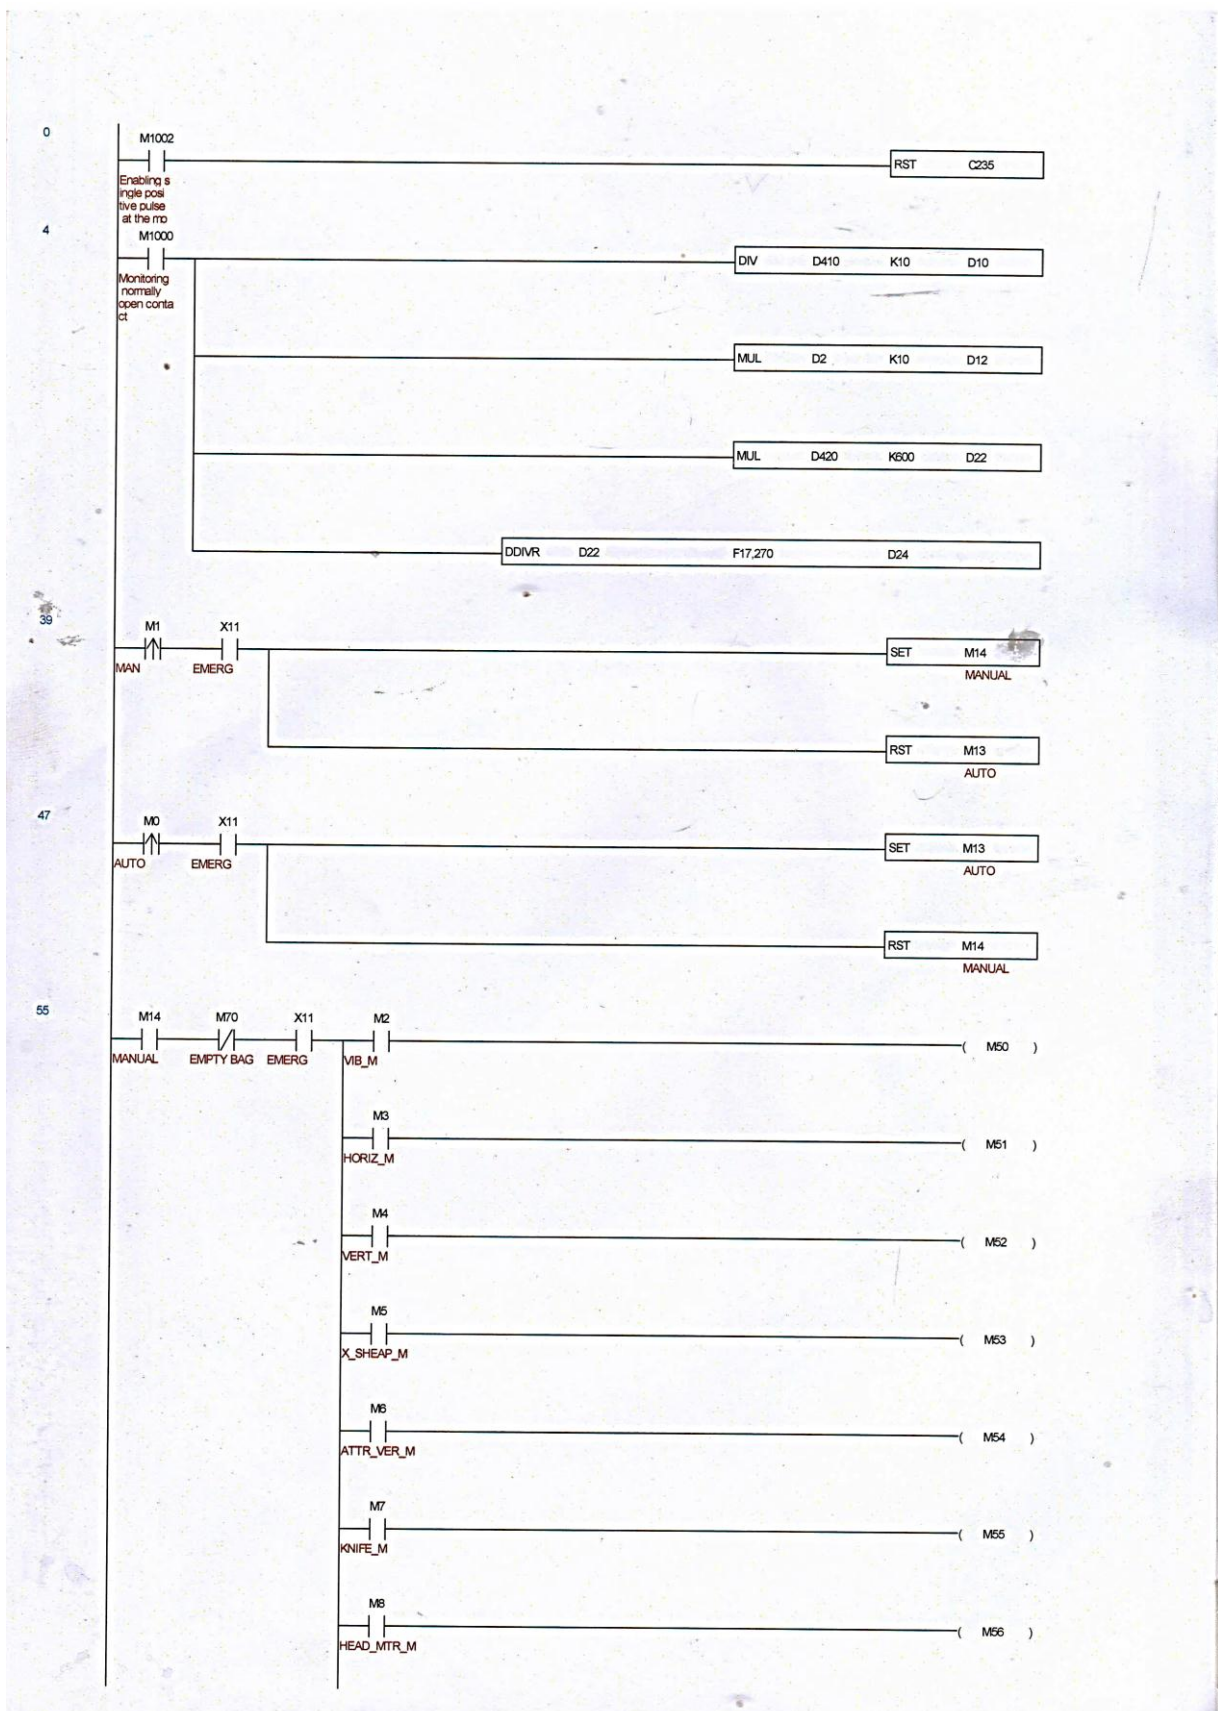 0
M1002
RST C235
Enabling s
ingle posi
tive pulse
at the mo
4
M1000
DIV D410 K10 D10
Monitoring
normally
open conta
ct
MUL D2 K10 D12
MUL D420 K600 D22
DDIVR D22 F17,270 D24
39
M1 X11
SET M14
MAN EMERG
MANUAL
RST M13
AUTO
47
M0 X11
SET M13
AUTO EMERG
AUTO
RST M14
MANUAL
55
M14 M70 X11 M2
( M50 )
MANUAL EMPTY BAG EMERG VIB_M
M3
( M51 )
HORIZ_M
M4
( M52 )
VERT_M
M5
( M53 )
X_SHEAP_M
M6
( M54 )
ATTR_VER_M
M7
( M55 )
KNIFE_M
M8
( M56 )
HEAD_MTR_M